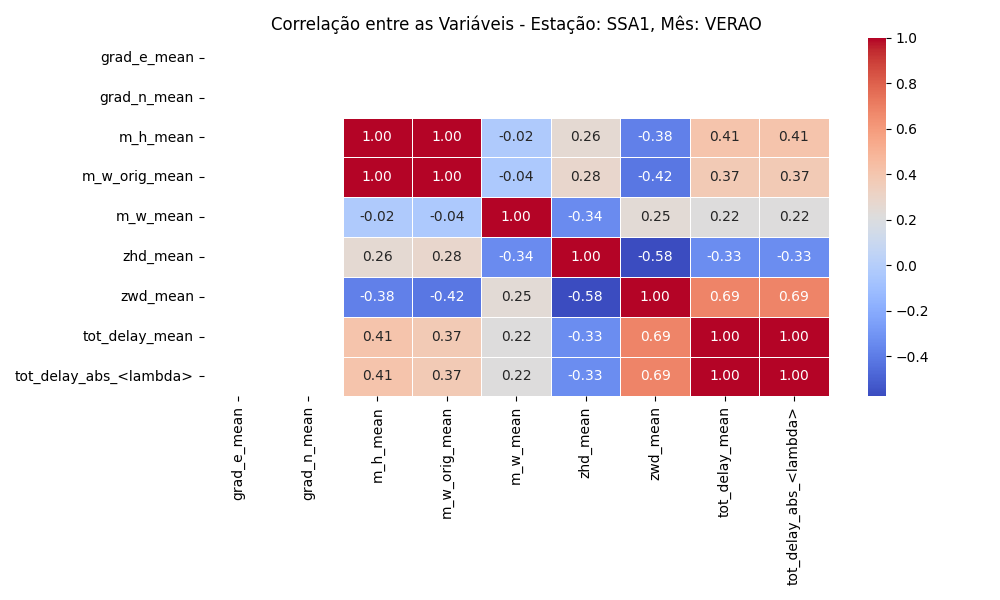 Correlação entre as Variáveis - Estação: SSA1, Mês: VERAO
grad_e_mean
grad_n_mean
m_h_mean 1.00 1.00 -0.02 0.26 -0.38 0.41 0.41
m_w_orig_mean 1.00 1.00 -0.04 0.28 -0.42 0.37 0.37
m_w_mean -0.02 -0.04 1.00 -0.34 0.25 0.22 0.22
zhd_mean 0.26 0.28 -0.34 1.00 -0.58 -0.33 -0.33
zwd_mean -0.38 -0.42 0.25 -0.58 1.00 0.69 0.69
tot_delay_mean 0.41 0.37 0.22 -0.33 0.69 1.00 1.00
tot_delay_abs_<lambda> 0.41 0.37 0.22 -0.33 0.69 1.00 1.00
grad_e_mean
grad_n_mean
m_h_mean
m_w_orig_mean
m_w_mean
zhd_mean
zwd_mean
tot_delay_mean
tot_delay_abs_<lambda>
1.0
0.8
0.6
0.4
0.2
0.0
−0.2
−0.4